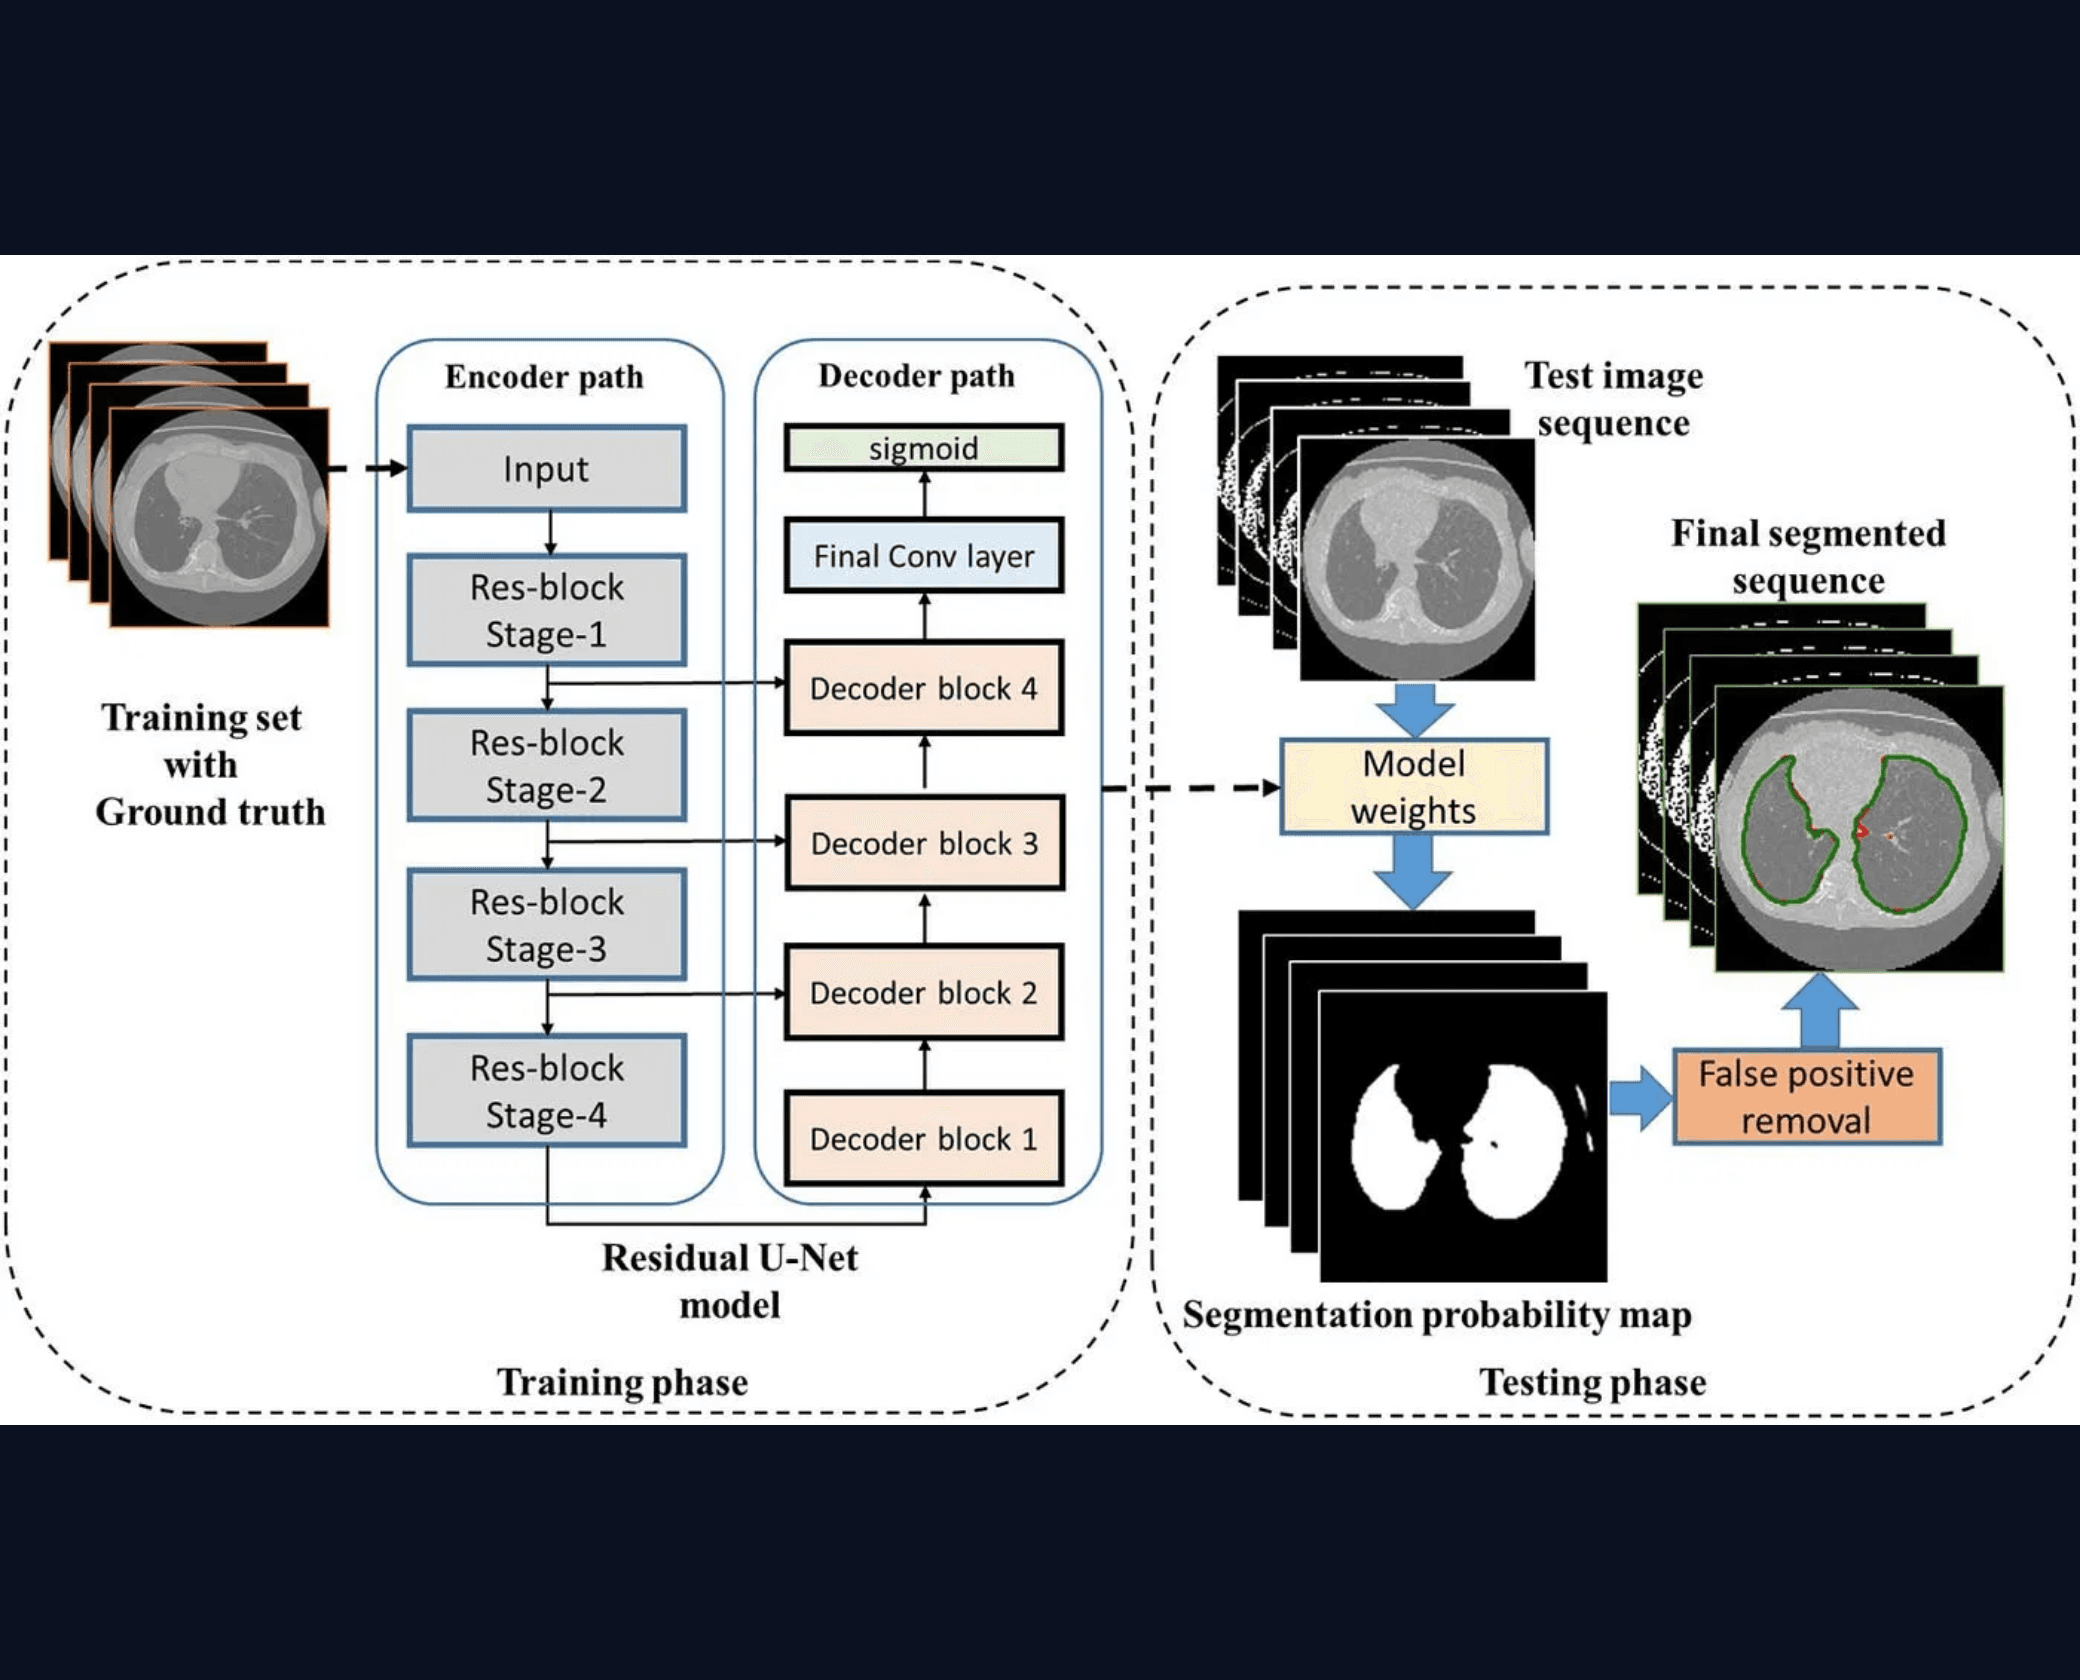 Training set
with
Ground truth
Encoder path
Input
Res-block
Stage-1
Res-block
Stage-2
Res-block
Stage-3
Res-block
Stage-4
Decoder path
sigmoid
Final Conv layer
Decoder block 4
Decoder block 3
Decoder block 2
Decoder block 1
Residual U-Net
model
Training phase
Test image
sequence
Model
weights
Segmentation probability map
False positive
removal
Final segmented
sequence
Testing phase